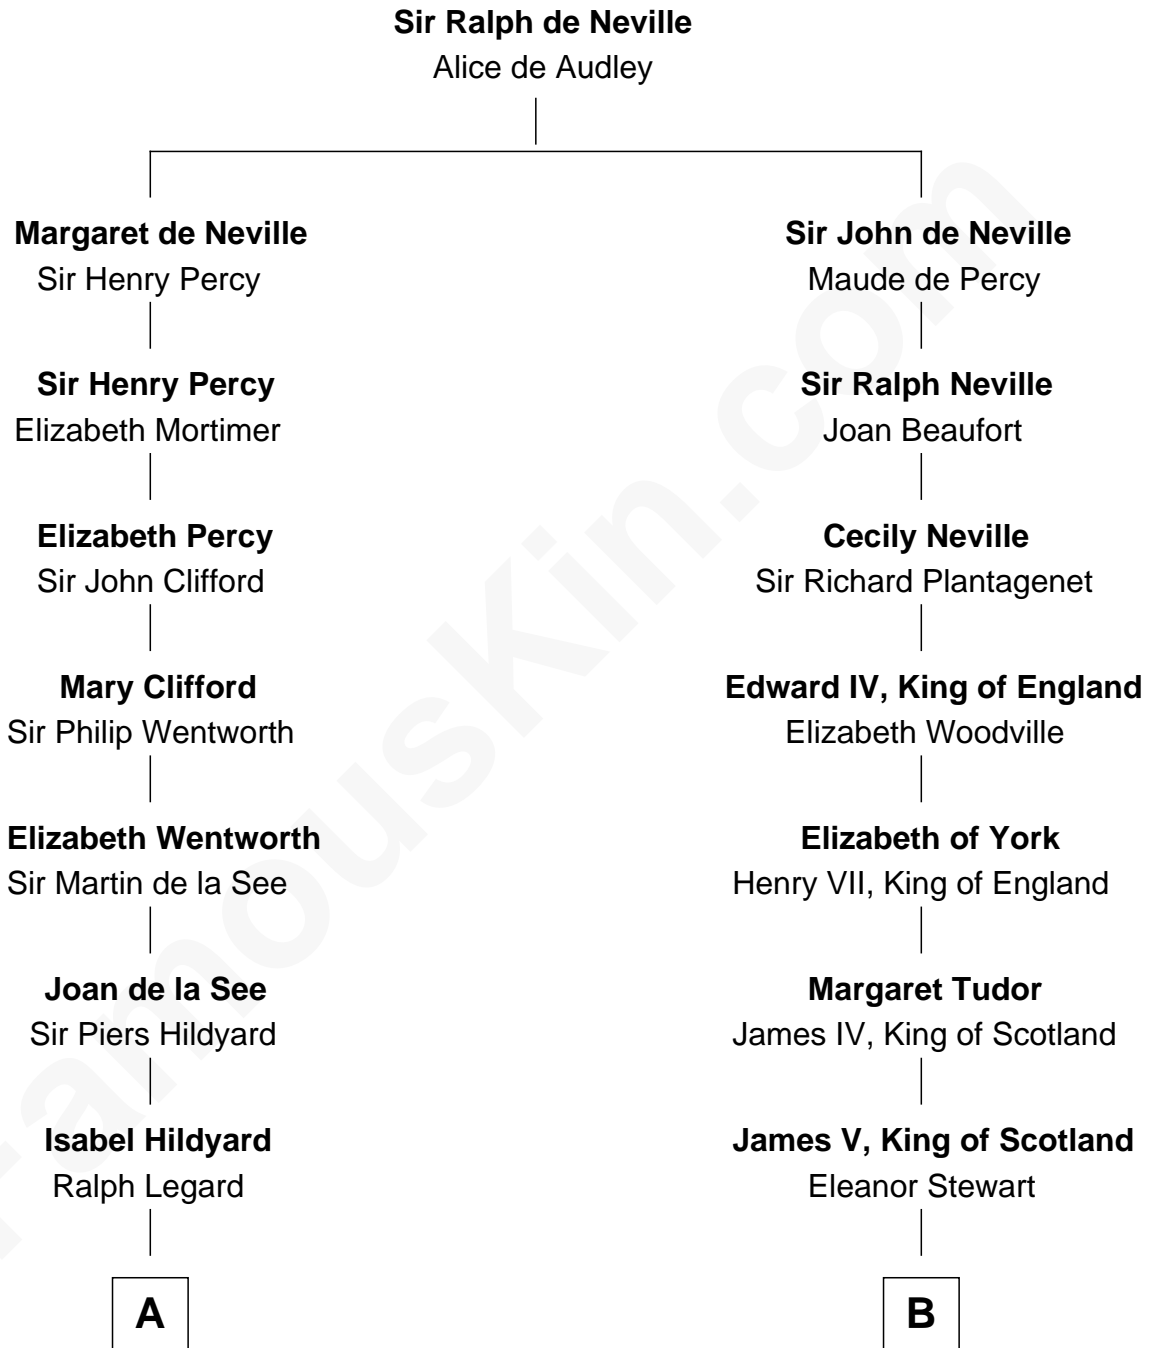 Sir Ralph de Neville
Alice de Audley
Margaret de Neville
Sir Henry Percy
Sir John de Neville
Maude de Percy
Sir Henry Percy
Elizabeth Mortimer
Sir Ralph Neville
Joan Beaufort
Elizabeth Percy
Sir John Clifford
Cecily Neville
Sir Richard Plantagenet
Mary Clifford
Sir Philip Wentworth
Edward IV, King of England
Elizabeth Woodville
Elizabeth Wentworth
Sir Martin de la See
Elizabeth of York
Henry VII, King of England
Joan de la See
Sir Piers Hildyard
Margaret Tudor
James IV, King of Scotland
Isabel Hildyard
Ralph Legard
James V, King of Scotland
Eleanor Stewart
A
B
FamousKin.com